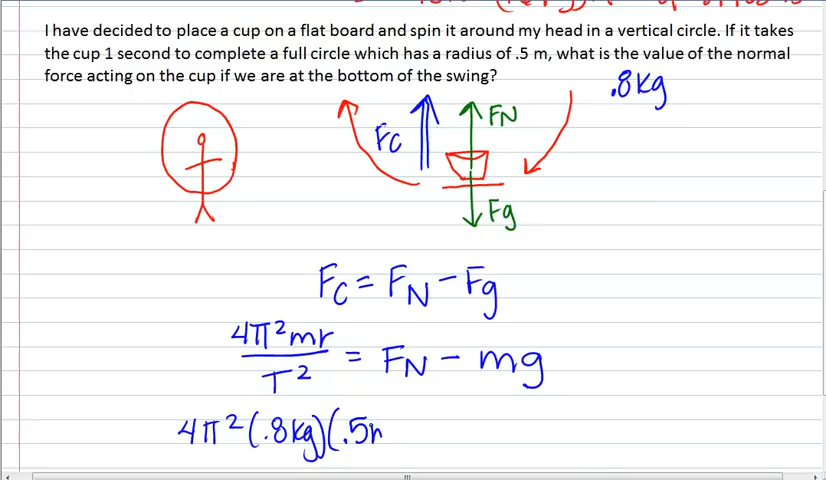 I have decided to place a cup on a flat board and spin it around my head in a vertical circle. If it takes
the cup 1 second to complete a full circle which has a radius of .5 m, what is the value of the normal
force acting on the cup if we are at the bottom of the swing?
.8kg
FN
FC
Fg
FC = FN - Fg
4π²mr/T² = FN - mg
4π²(.8kg)(.5